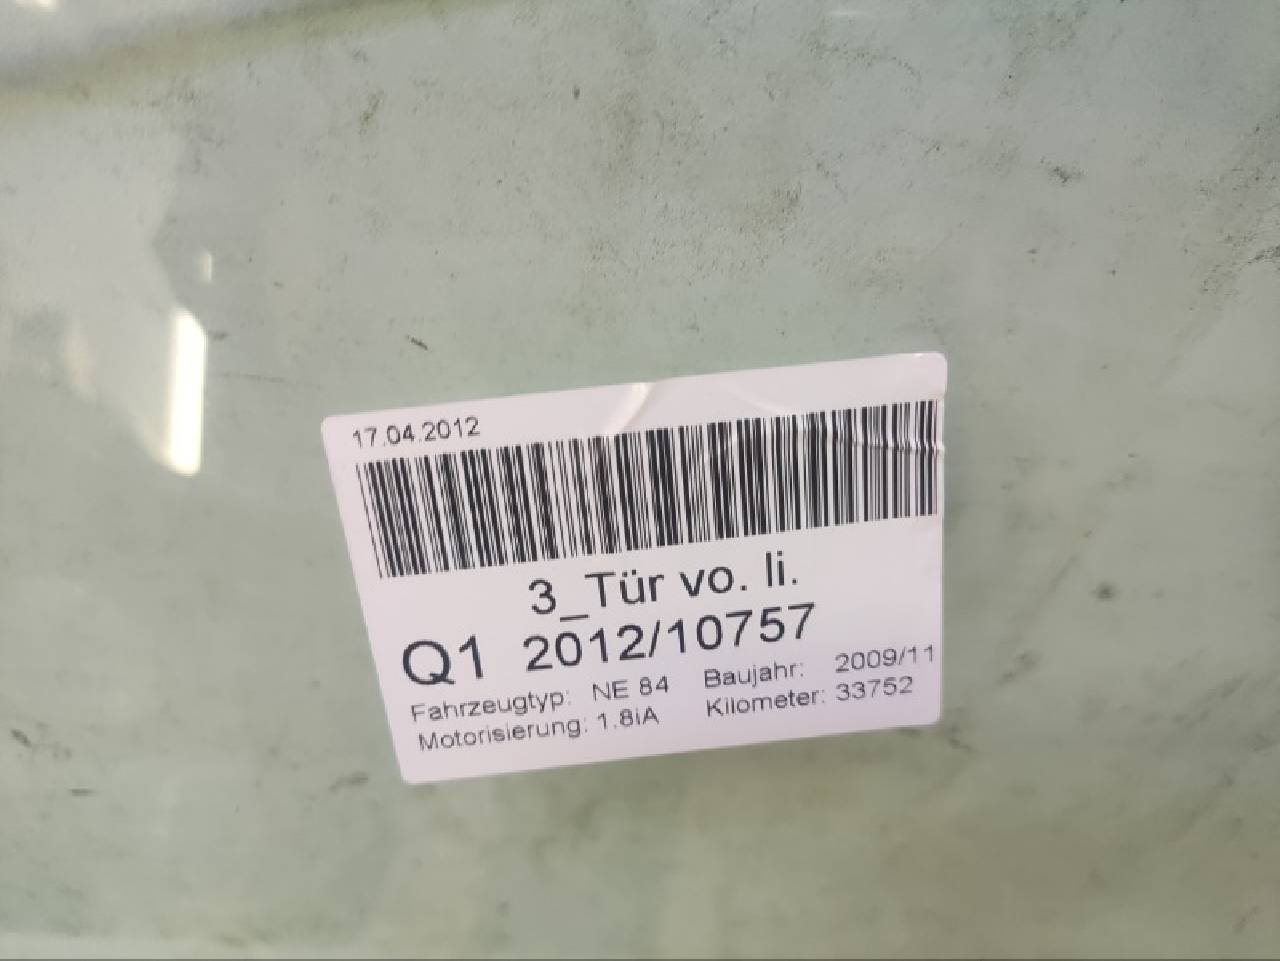 17.04.2012
3_Tür vo. li.
Q1 2012/10757
Fahrzeugtyp: NE 84 Baujahr: 2009/11
Motorisierung: 1.8iA Kilometer: 33752